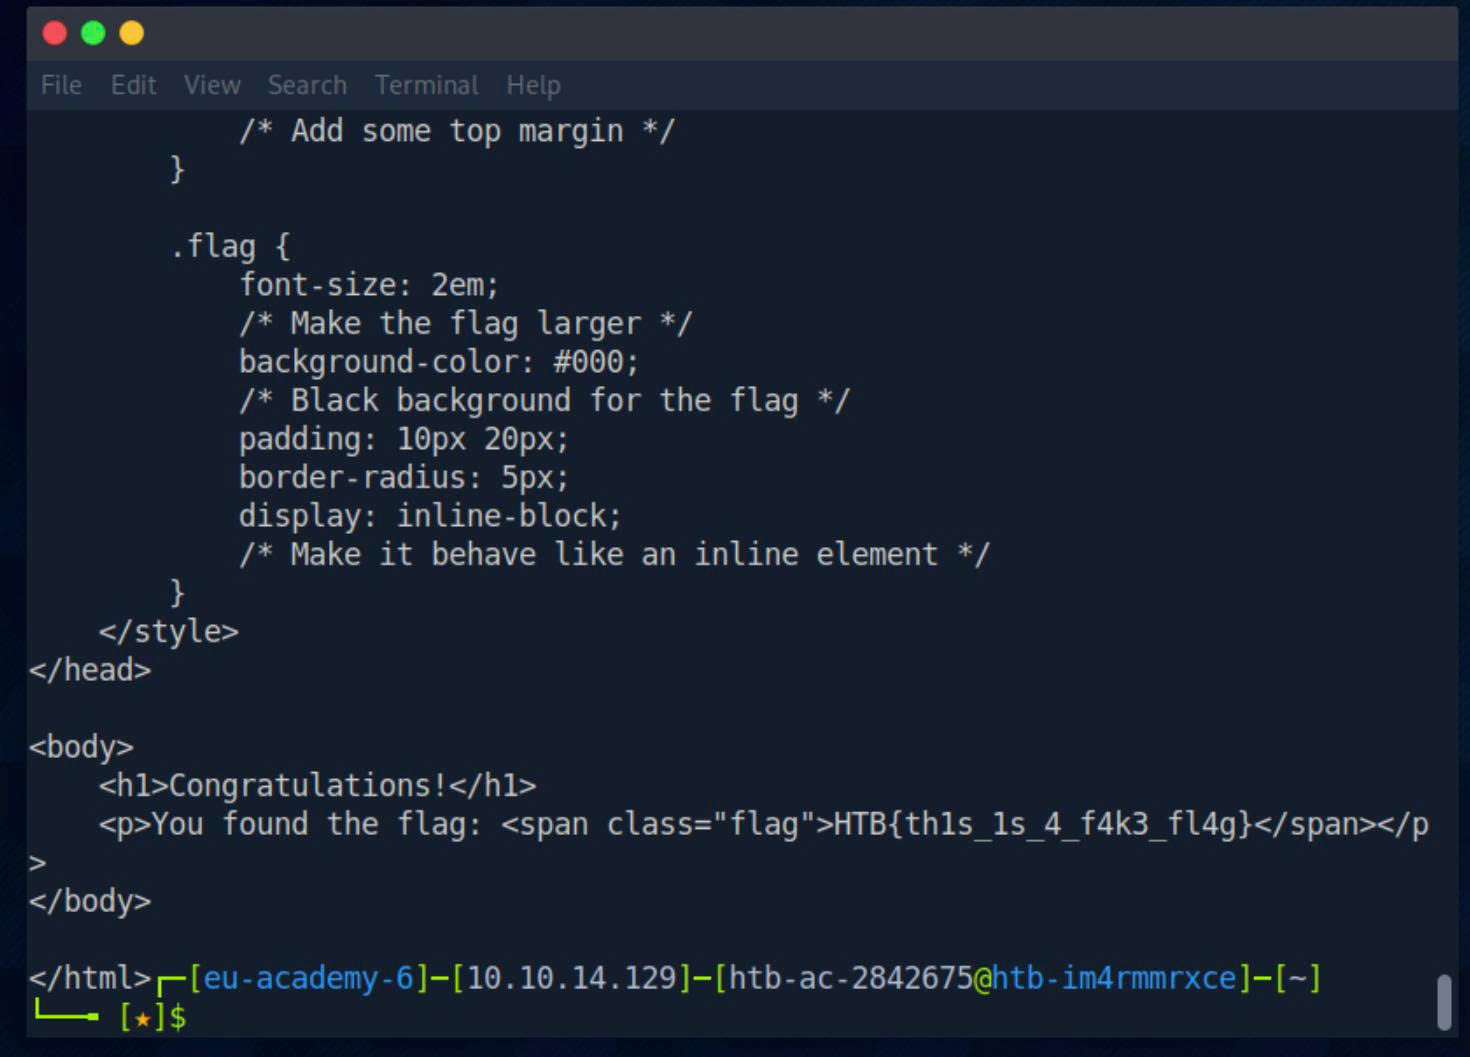 File Edit View Search Terminal Help
            /* Add some top margin */
        }

        .flag {
            font-size: 2em;
            /* Make the flag larger */
            background-color: #000;
            /* Black background for the flag */
            padding: 10px 20px;
            border-radius: 5px;
            display: inline-block;
            /* Make it behave like an inline element */
        }
    </style>
</head>

<body>
    <h1>Congratulations!</h1>
    <p>You found the flag: <span class="flag">HTB{th1s_1s_4_f4k3_fl4g}</span></p
>
</body>

</html>┌─[eu-academy-6]─[10.10.14.129]─[htb-ac-2842675@htb-im4rmmrxce]─[~]
└──╼ [★]$